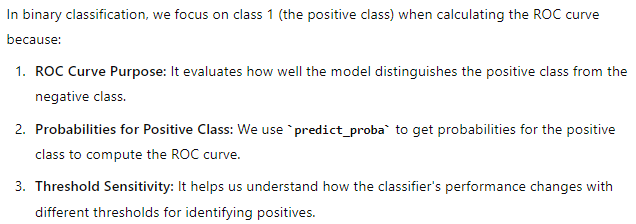 In binary classification, we focus on class 1 (the positive class) when calculating the ROC curve
because:
1. ROC Curve Purpose: It evaluates how well the model distinguishes the positive class from the
negative class.
2. Probabilities for Positive Class: We use `predict_proba` to get probabilities for the positive
class to compute the ROC curve.
3. Threshold Sensitivity: It helps us understand how the classifier's performance changes with
different thresholds for identifying positives.